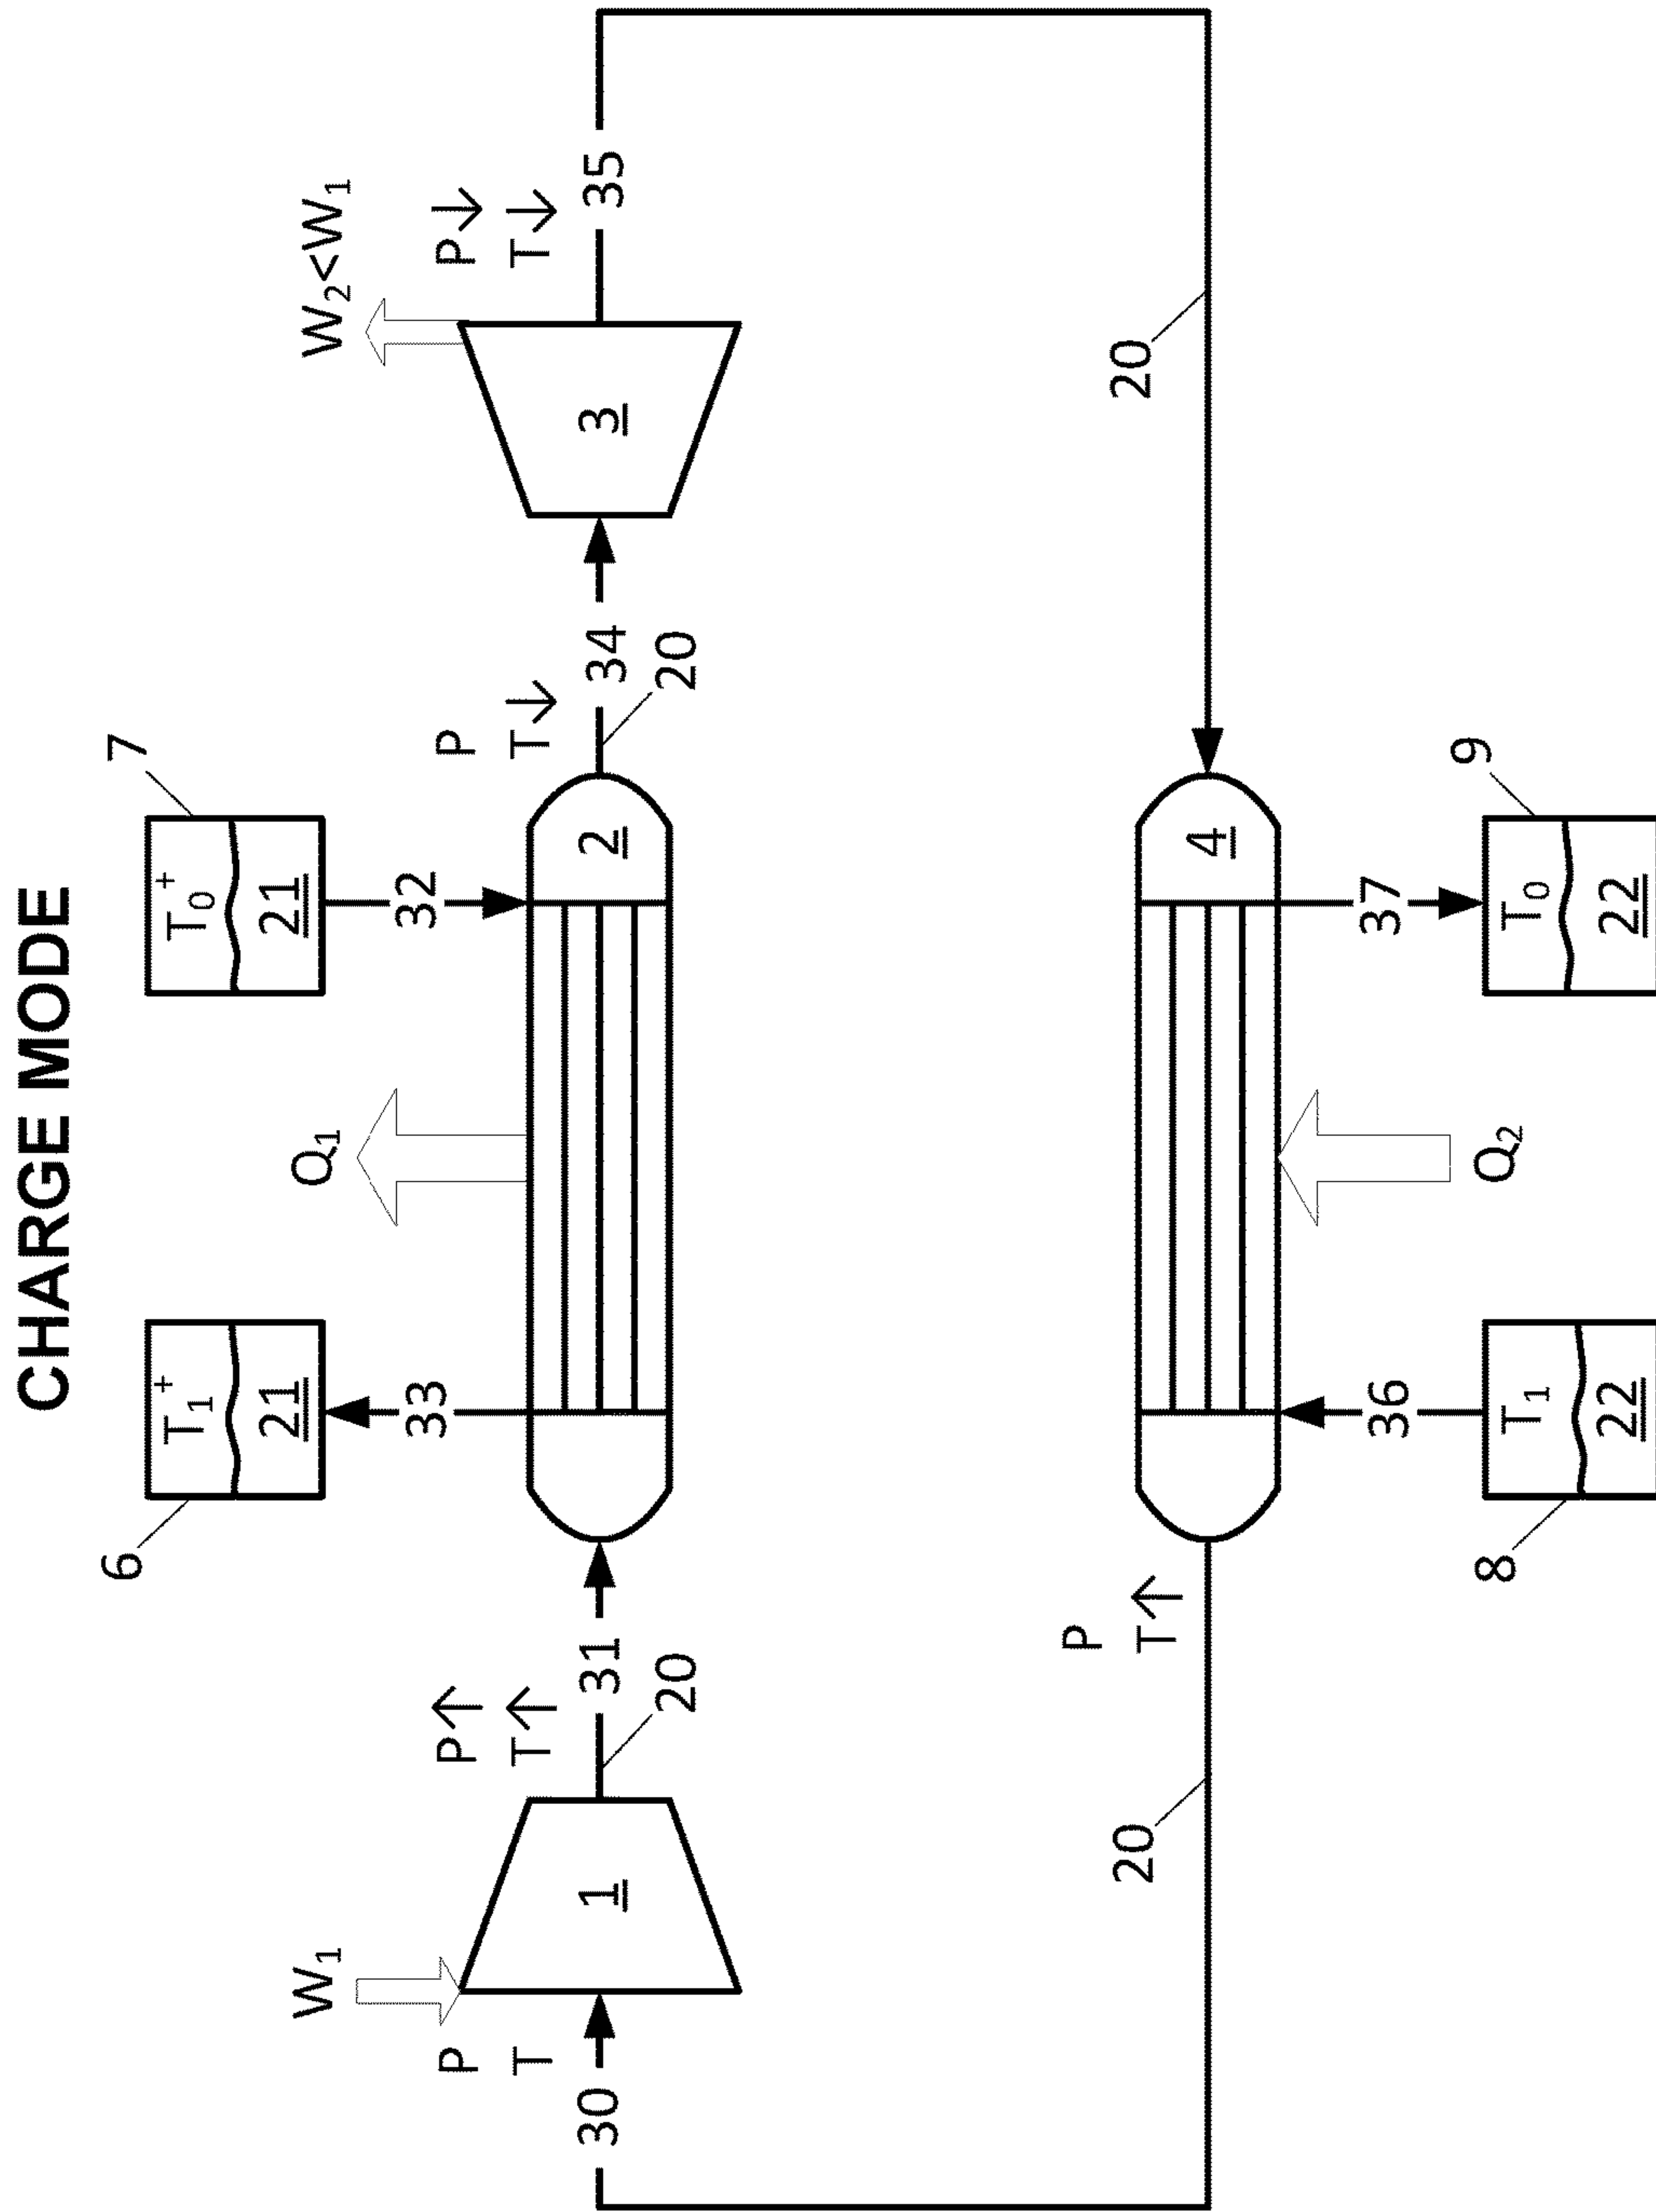 CHARGE MODE
6
7
T₁⁺
21
T₀⁺
21
33
Q₁
32
W₁
W₂<W₁
P
T
P↑
T↑
P
T↓
P↓
T↓
30
1
31
2
34
3
35
20
20
P
T↑
20
20
4
36
Q₂
37
T₁
22
T₀
22
8
9